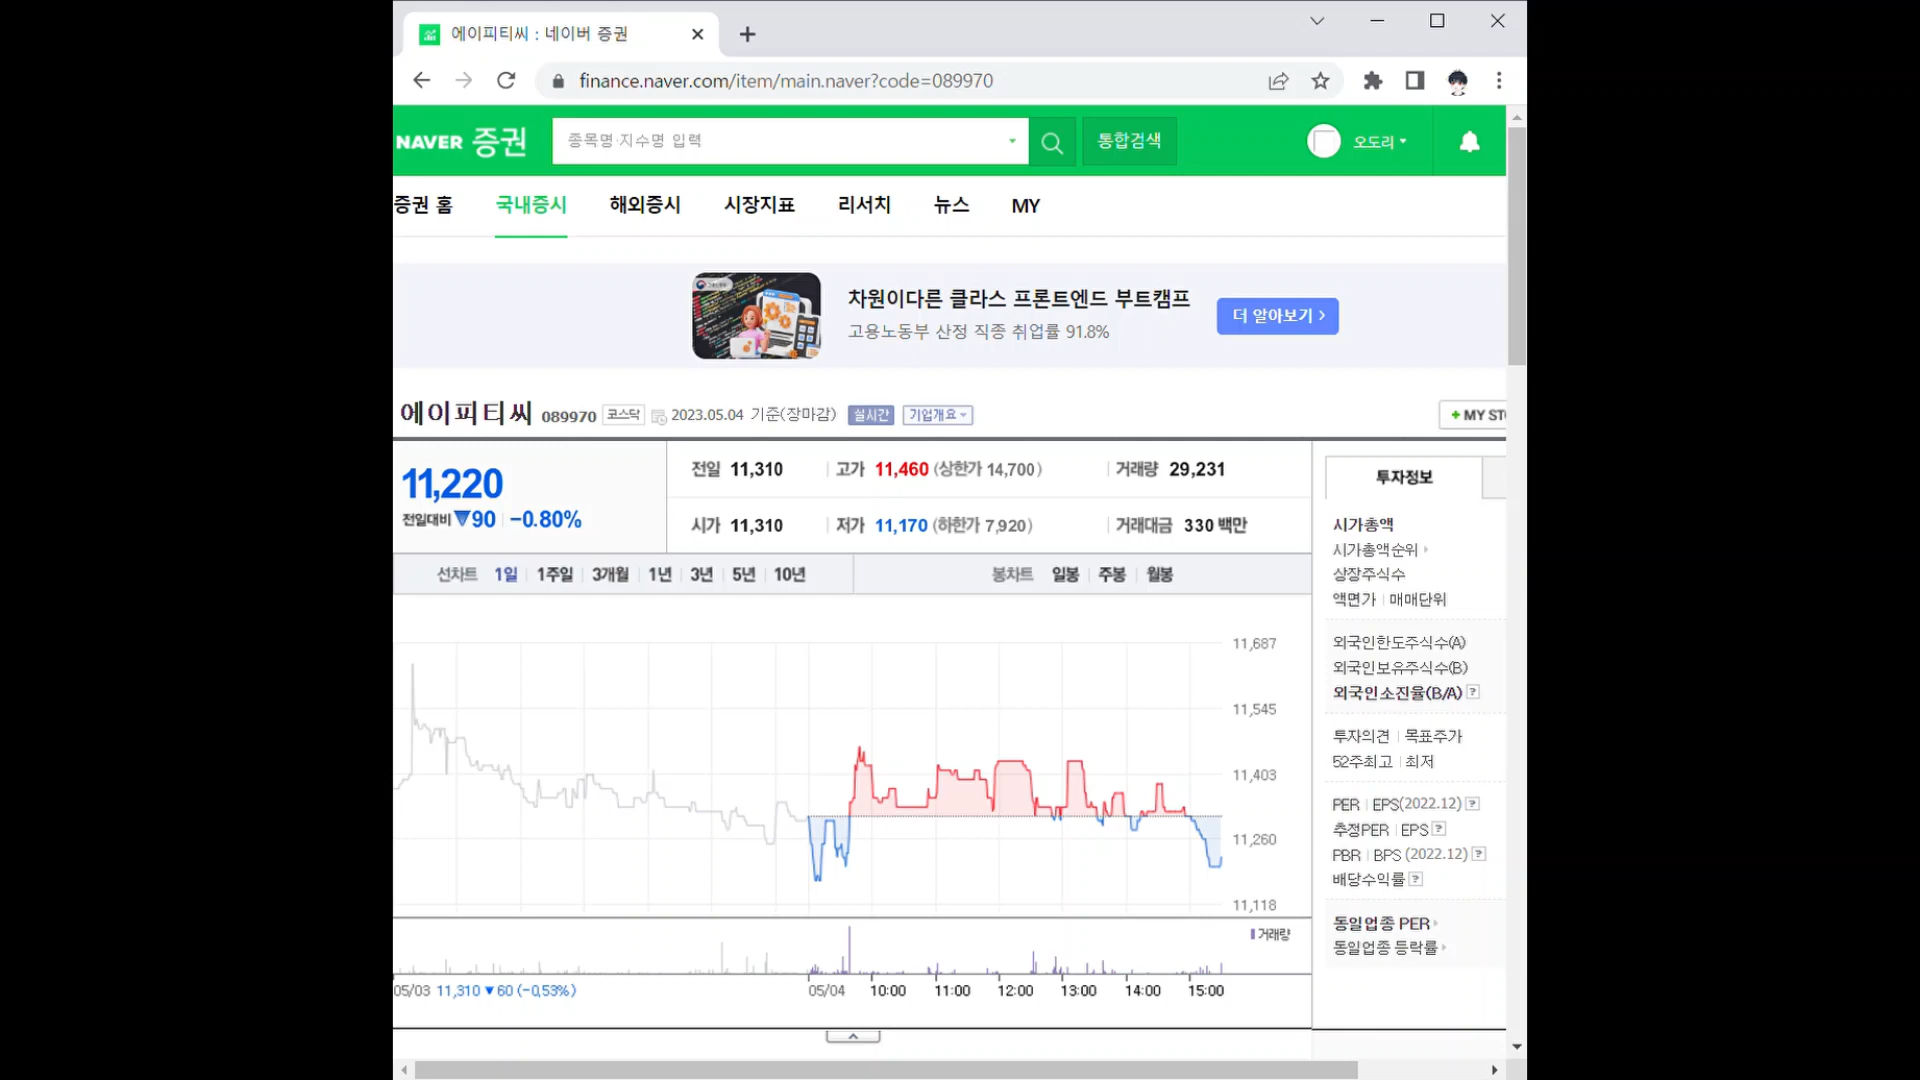 에이피티씨 : 네이버 증권
finance.naver.com/item/main.naver?code=089970
NAVER 증권
종목명·지수명 입력
통합검색
오도리
증권 홈 국내증시 해외증시 시장지표 리서치 뉴스 MY
차원이다른 클라스 프론트엔드 부트캠프
고용노동부 산정 직종 취업률 91.8%
더 알아보기 >
에이피티씨 089970 코스닥 2023.05.04 기준(장마감) 실시간 기업개요
+ MY ST
11,220
전일대비 ▼90 | -0.80%
전일 11,310 | 고가 11,460 (상한가 14,700) | 거래량 29,231
시가 11,310 | 저가 11,170 (하한가 7,920) | 거래대금 330 백만
선차트 1일 1주일 3개월 1년 3년 5년 10년
봉차트 일봉 주봉 월봉
11,687
11,545
11,403
11,260
11,118
거래량
05/03 11,310 ▼60 (-0.53%)
05/04 10:00 11:00 12:00 13:00 14:00 15:00
투자정보
시가총액
시가총액순위
상장주식수
액면가 | 매매단위
외국인한도주식수(A)
외국인보유주식수(B)
외국인소진율(B/A) ?
투자의견 | 목표주가
52주최고 | 최저
PER | EPS(2022.12) ?
추정PER | EPS ?
PBR | BPS (2022.12) ?
배당수익률 ?
동일업종 PER
동일업종 등락률